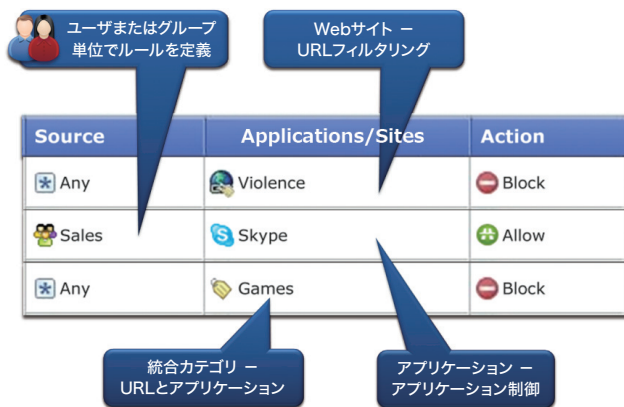 ユーザまたはグループ
単位でルールを定義
Webサイト －
URLフィルタリング
Source Applications/Sites Action
Any Violence Block
Sales Skype Allow
Any Games Block
統合カテゴリ －
URLとアプリケーション
アプリケーション －
アプリケーション制御